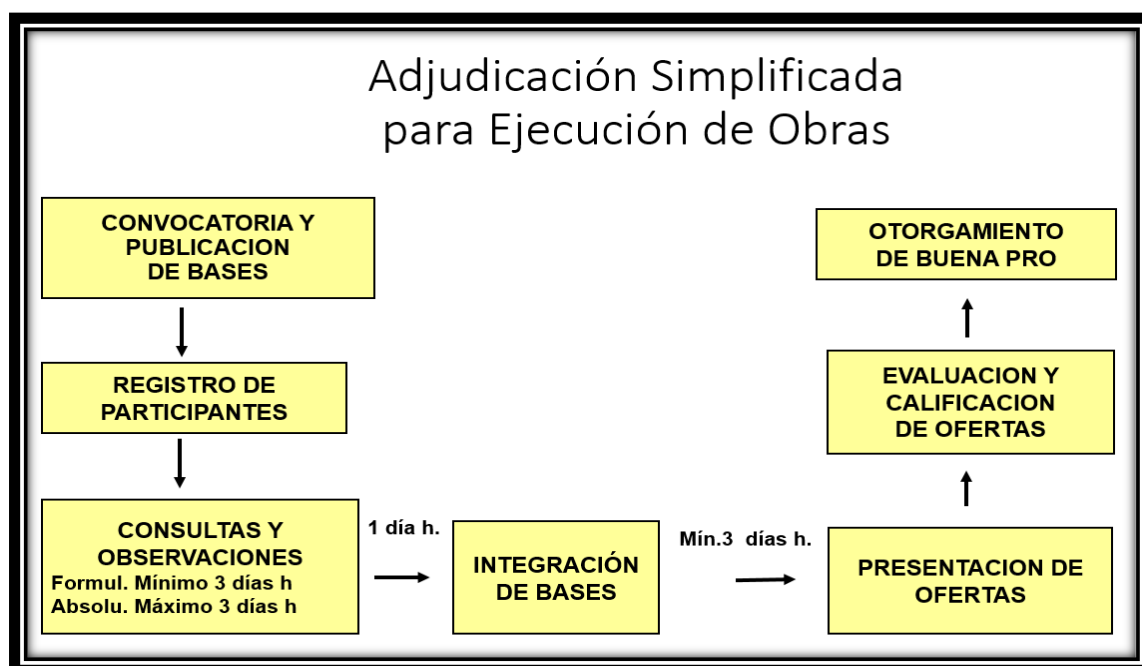 Adjudicación Simplificada
para Ejecución de Obras
CONVOCATORIA Y
PUBLICACION
DE BASES
REGISTRO DE
PARTICIPANTES
CONSULTAS Y
OBSERVACIONES
Formul. Mínimo 3 días h
Absolu. Máximo 3 días h
1 día h.
INTEGRACIÓN
DE BASES
Mín.3 días h.
PRESENTACION DE
OFERTAS
EVALUACION Y
CALIFICACION
DE OFERTAS
OTORGAMIENTO
DE BUENA PRO